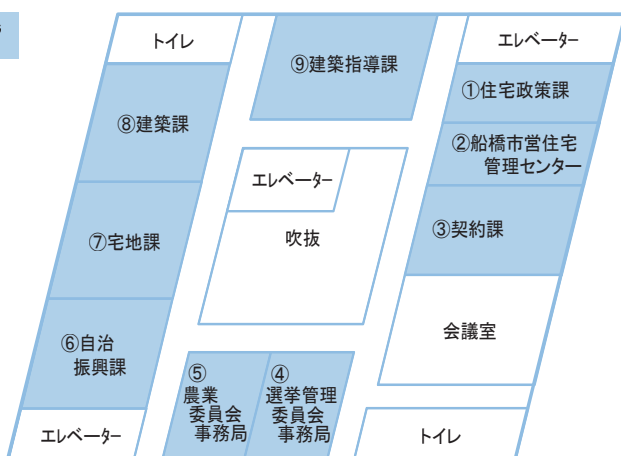 トイレ
⑨建築指導課
エレベーター
①住宅政策課
⑧建築課
②船橋市営住宅
管理センター
エレベーター
③契約課
吹抜
⑦宅地課
会議室
⑥自治
振興課
⑤
農業
委員会
事務局
④
選挙管理
委員会
事務局
エレベーター
トイレ